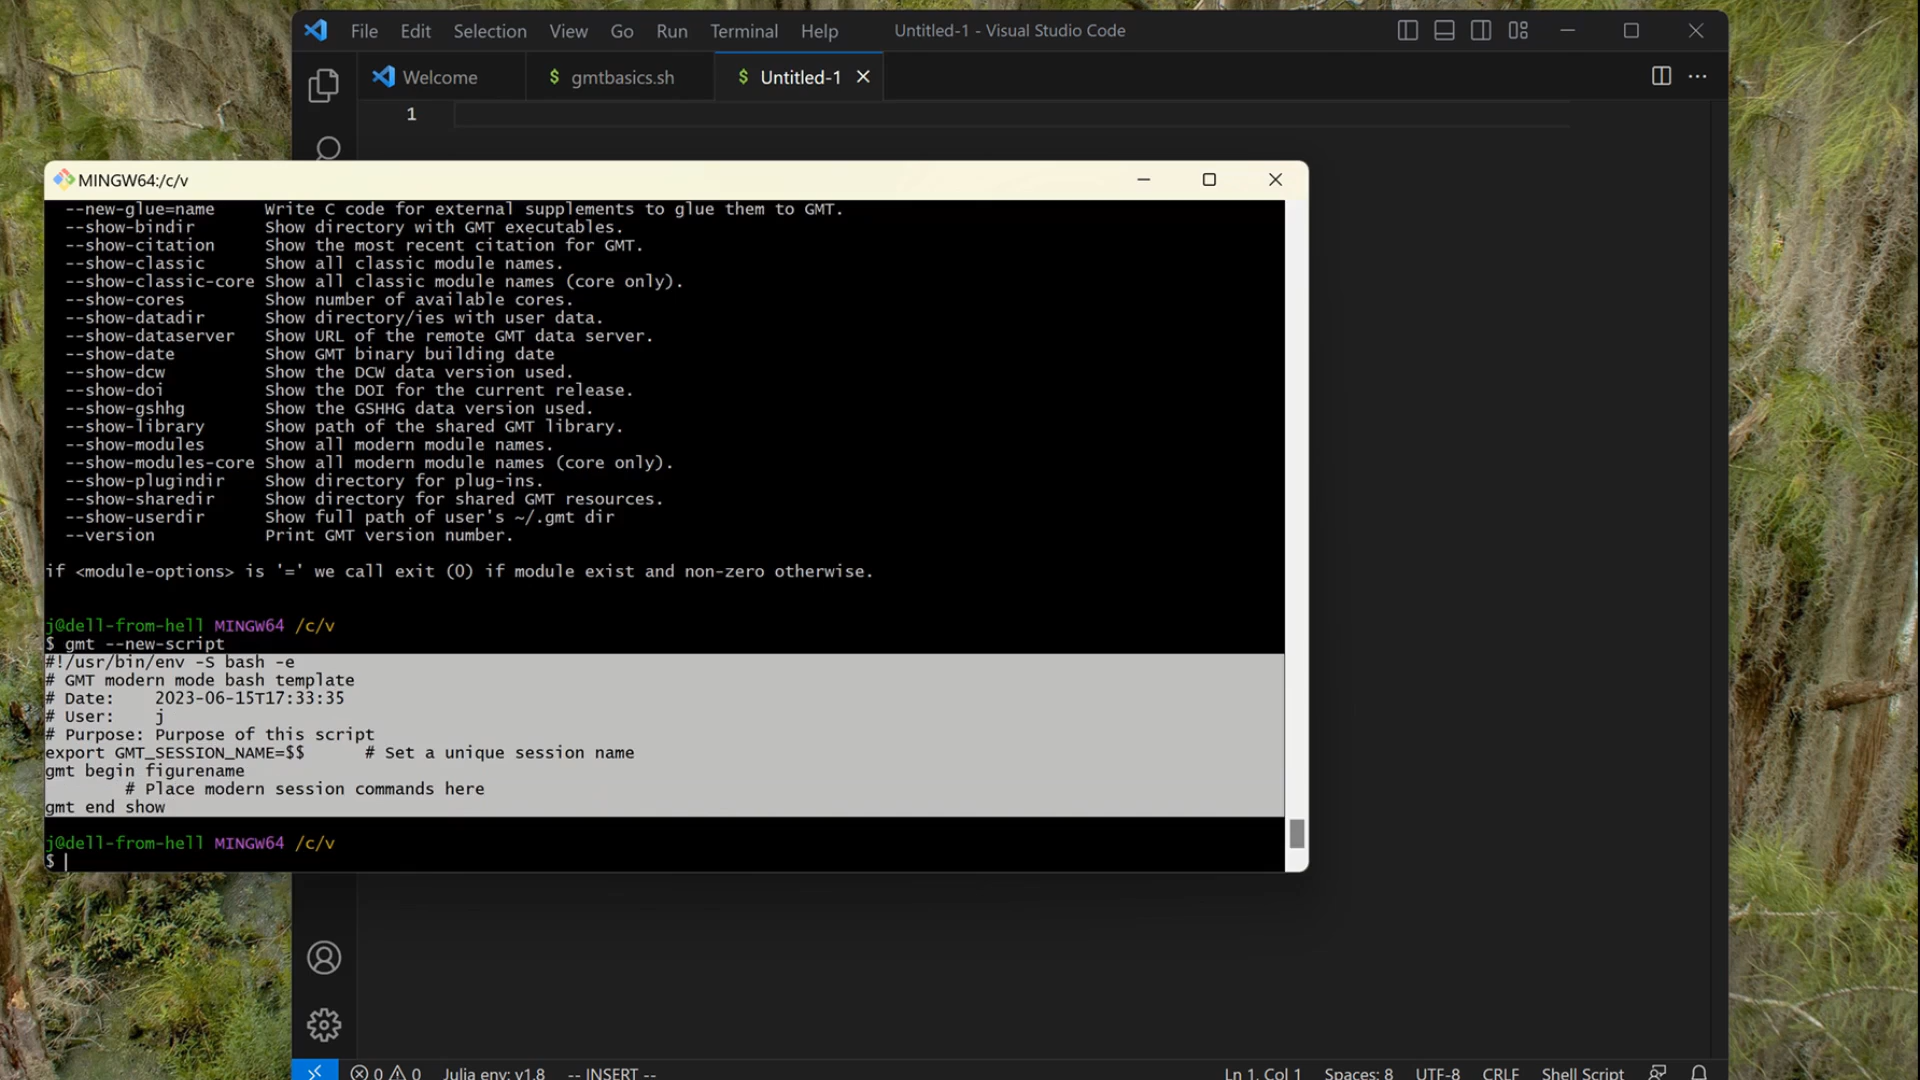 File Edit Selection View Go Run Terminal Help Untitled-1 - Visual Studio Code
Welcome $ gmtbasics.sh $ Untitled-1
1
MINGW64:/c/v
--new-glue=name Write C code for external supplements to glue them to GMT.
--show-bindir Show directory with GMT executables.
--show-citation Show the most recent citation for GMT.
--show-classic Show all classic module names.
--show-classic-core Show all classic module names (core only).
--show-cores Show number of available cores.
--show-datadir Show directory/ies with user data.
--show-dataserver Show URL of the remote GMT data server.
--show-date Show GMT binary building date
--show-dcw Show the DCW data version used.
--show-doi Show the DOI for the current release.
--show-gshhg Show the GSHHG data version used.
--show-library Show path of the shared GMT library.
--show-modules Show all modern module names.
--show-modules-core Show all modern module names (core only).
--show-plugindir Show directory for plug-ins.
--show-sharedir Show directory for shared GMT resources.
--show-userdir Show full path of user's ~/.gmt dir
--version Print GMT version number.
if <module-options> is '=' we call exit (0) if module exist and non-zero otherwise.
j@dell-from-hell MINGW64 /c/v
$ gmt --new-script
#!/usr/bin/env -S bash -e
# GMT modern mode bash template
# Date: 2023-06-15T17:33:35
# User: j
# Purpose: Purpose of this script
export GMT_SESSION_NAME=$$ # Set a unique session name
gmt begin figurename
# Place modern session commands here
gmt end show
j@dell-from-hell MINGW64 /c/v
$
0 0 Julia env: v1.8 -- INSERT -- Ln 1, Col 1 Spaces: 8 UTF-8 CRLF Shell Script